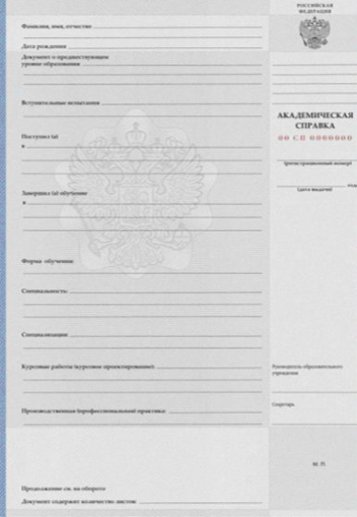 РОССИЙСКАЯ
ФЕДЕРАЦИЯ
Фамилия, имя, отчество
Дата рождения
Документ о предшествующем
уровне образования
Вступительные испытания
Поступил (а)
в
Завершил (а) обучение
в
Форма обучения:
Специальность:
Специализация:
Курсовые работы (курсовое проектирование):
Производственная (профессиональная) практика:
Продолжение см. на обороте
Документ содержит количество листов:
АКАДЕМИЧЕСКАЯ
СПРАВКА
00 СП 0000000
(регистрационный номер)
года
(дата выдачи)
Руководитель образовательного
учреждения
Секретарь
М. П.